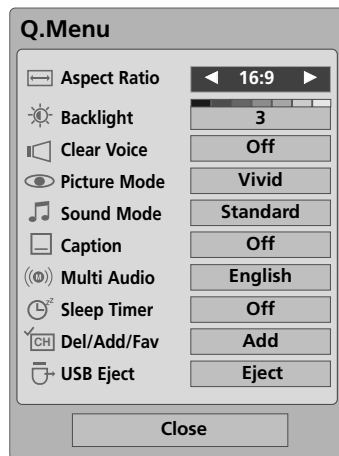 Q.Menu
Aspect Ratio ◄ 16:9 ►
Backlight 3
Clear Voice Off
Picture Mode Vivid
Sound Mode Standard
Caption Off
Multi Audio English
Sleep Timer Off
Del/Add/Fav Add
USB Eject Eject
Close